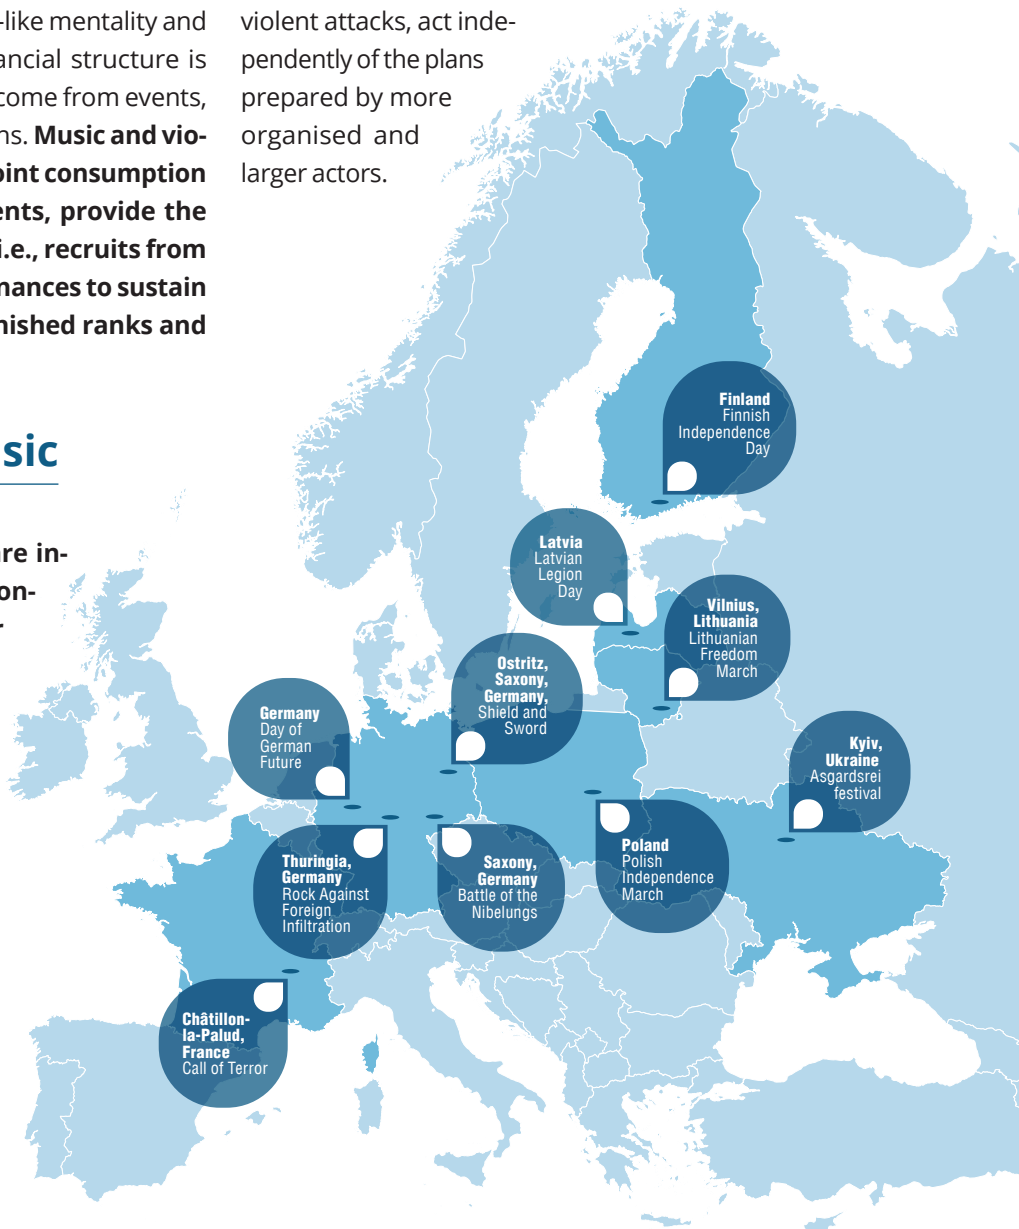 -like mentality and
ancial structure is
come from events,
ns. Music and vio-
oint consumption
ents, provide the
i.e., recruits from
nances to sustain
nished ranks and
sic
are in-
on-
r
violent attacks, act inde-
pendently of the plans
prepared by more
organised and
larger actors.
Finland
Finnish
Independence
Day
Latvia
Latvian
Legion
Day
Vilnius,
Lithuania
Lithuanian
Freedom
March
Ostritz,
Saxony,
Germany,
Shield and
Sword
Germany
Day of
German
Future
Kyiv,
Ukraine
Asgardsrei
festival
Thuringia,
Germany
Rock Against
Foreign
Infiltration
Saxony,
Germany
Battle of the
Nibelungs
Poland
Polish
Independence
March
Châtillon-
la-Palud,
France
Call of Terror